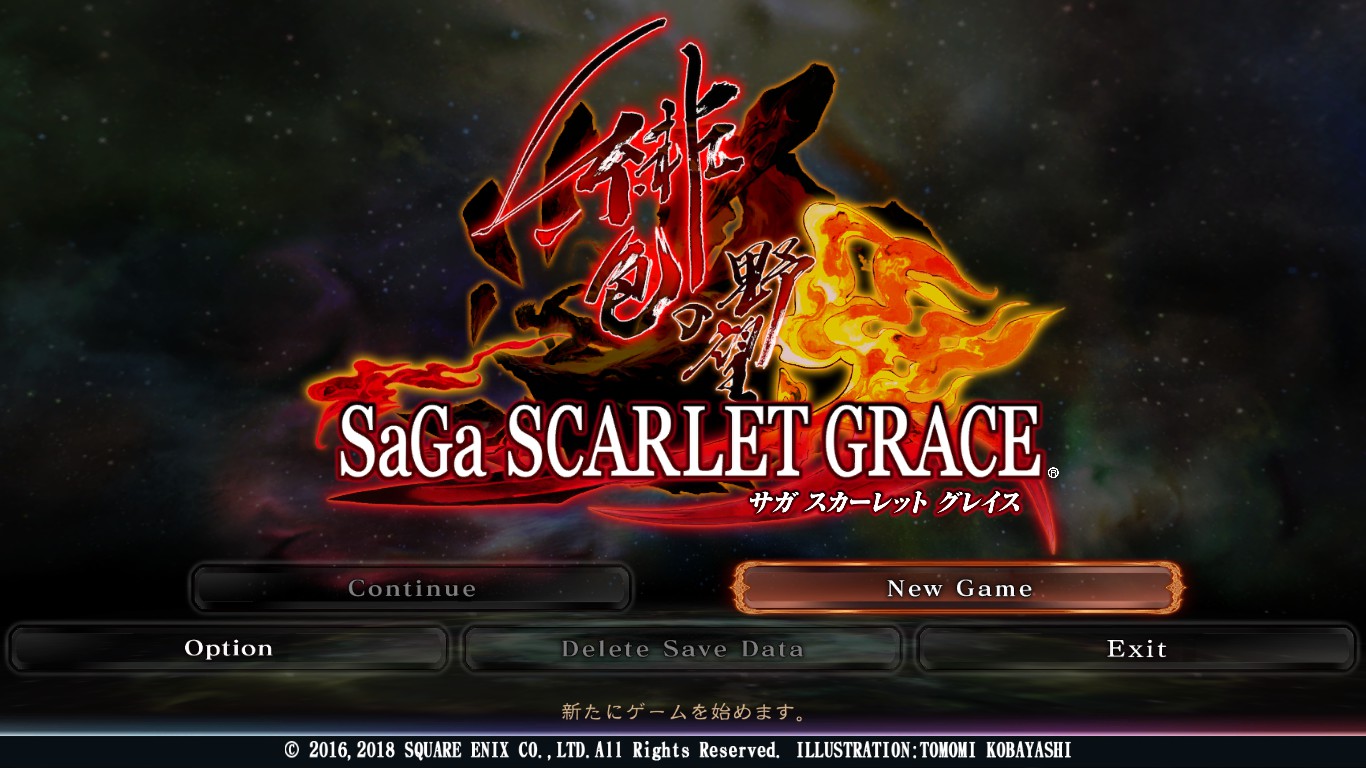 緋色の野望
SaGa SCARLET GRACE®
サガ スカーレット グレイス
Continue
New Game
Option
Delete Save Data
Exit
新たにゲームを始めます。
© 2016,2018 SQUARE ENIX CO.,LTD.All Rights Reserved. ILLUSTRATION:TOMOMI KOBAYASHI